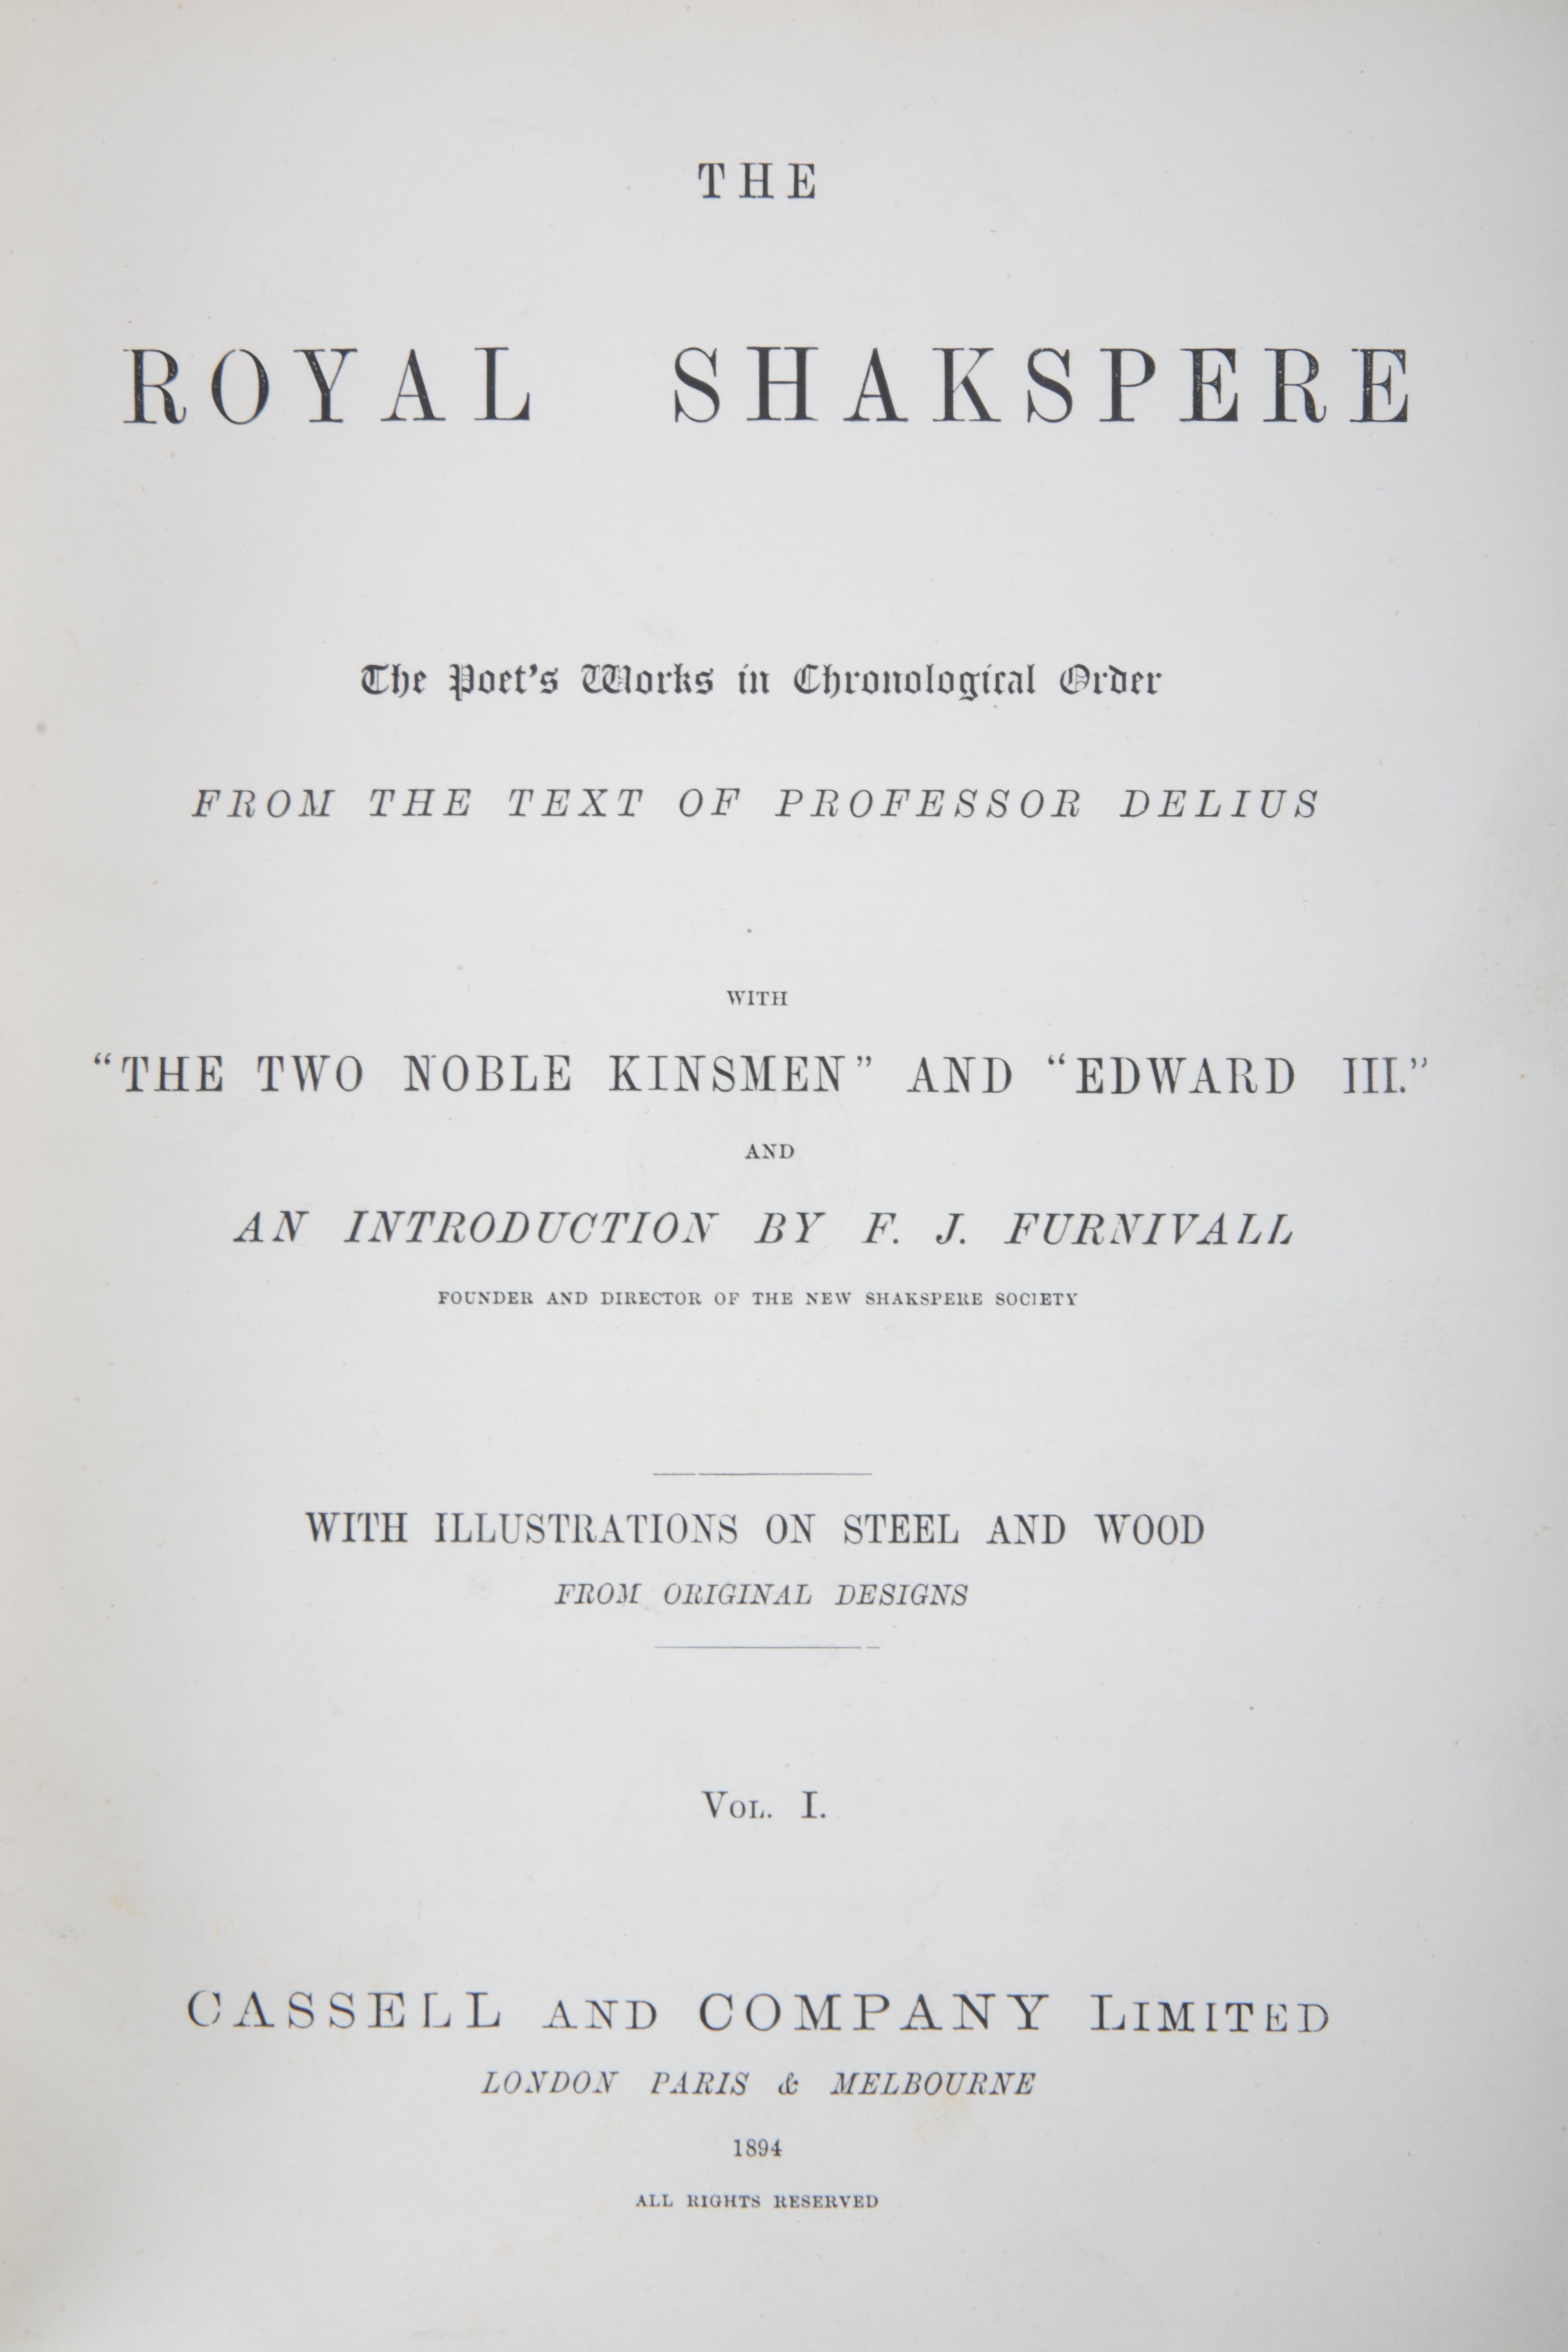 THE
ROYAL SHAKSPERE
The Poet's Works in Chronological Order
FROM THE TEXT OF PROFESSOR DELIUS
WITH
“THE TWO NOBLE KINSMEN” AND “EDWARD III.”
AND
AN INTRODUCTION BY F. J. FURNIVALL
FOUNDER AND DIRECTOR OF THE NEW SHAKSPERE SOCIETY
WITH ILLUSTRATIONS ON STEEL AND WOOD
FROM ORIGINAL DESIGNS
VOL. I.
CASSELL AND COMPANY LIMITED
LONDON PARIS & MELBOURNE
1894
ALL RIGHTS RESERVED